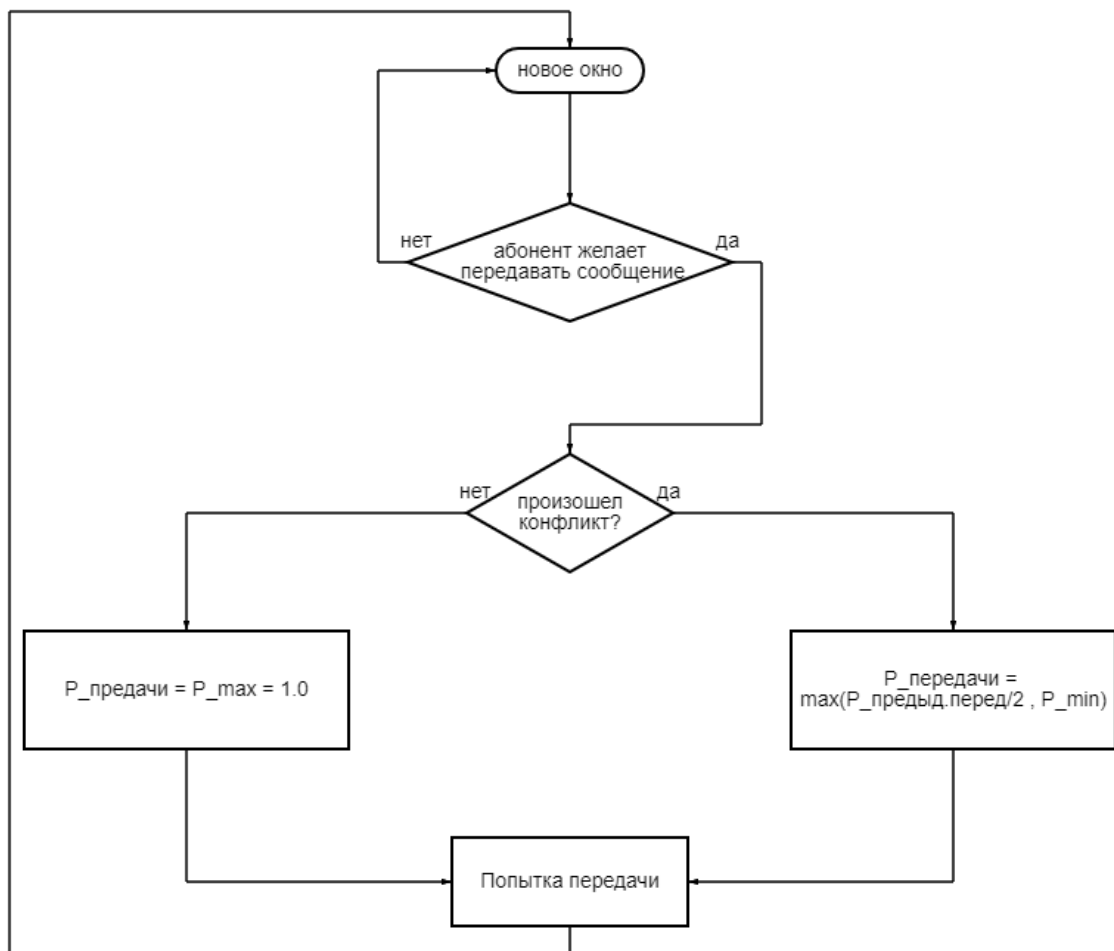 новое окно
нет
да
абонент желает
передавать сообщение
нет
да
произошел
конфликт?
P_предачи = P_max = 1.0
P_передачи =
max(P_предыд.перед/2 , P_min)
Попытка передачи